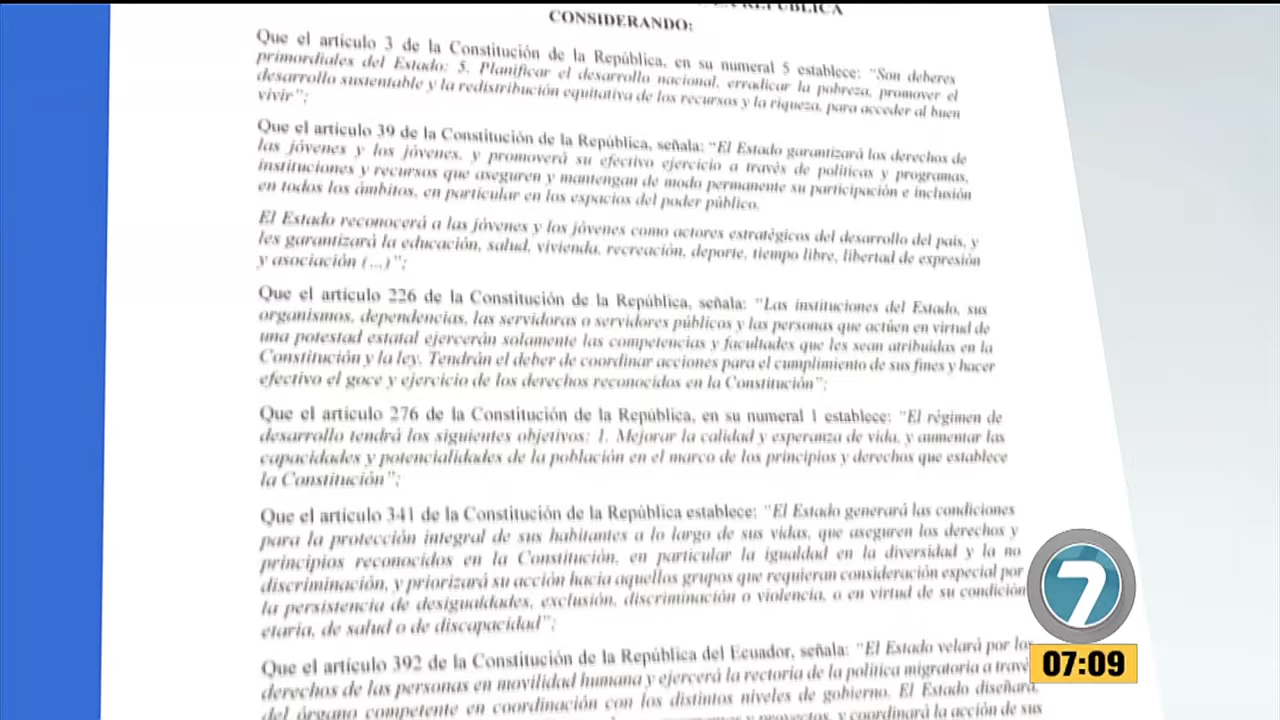 REPÚBLICA
CONSIDERANDO:
Que el artículo 3 de la Constitución de la República, en su numeral 5 establece: “Son deberes
primordiales del Estado: 5. Planificar el desarrollo nacional, erradicar la pobreza, promover el
desarrollo sustentable y la redistribución equitativa de los recursos y la riqueza, para acceder al buen
vivir”;
Que el artículo 39 de la Constitución de la República, señala: “El Estado garantizará los derechos de
las jóvenes y los jóvenes, y promoverá su efectivo ejercicio a través de políticas y programas,
instituciones y recursos que aseguren y mantengan de modo permanente su participación e inclusión
en todos los ámbitos, en particular en los espacios del poder público.
El Estado reconocerá a las jóvenes y los jóvenes como actores estratégicos del desarrollo del país, y
les garantizará la educación, salud, vivienda, recreación, deporte, tiempo libre, libertad de expresión
y asociación (...)”;
Que el artículo 226 de la Constitución de la República, señala: “Las instituciones del Estado, sus
organismos, dependencias, las servidoras o servidores públicos y las personas que actúen en virtud de
una potestad estatal ejercerán solamente las competencias y facultades que les sean atribuidas en la
Constitución y la ley. Tendrán el deber de coordinar acciones para el cumplimiento de sus fines y hacer
efectivo el goce y ejercicio de los derechos reconocidos en la Constitución”;
Que el artículo 276 de la Constitución de la República, en su numeral 1 establece: “El régimen de
desarrollo tendrá los siguientes objetivos: 1. Mejorar la calidad y esperanza de vida, y aumentar las
capacidades y potencialidades de la población en el marco de los principios y derechos que establece
la Constitución”;
Que el artículo 341 de la Constitución de la República establece: “El Estado generará las condiciones
para la protección integral de sus habitantes a lo largo de sus vidas, que aseguren los derechos y
principios reconocidos en la Constitución, en particular la igualdad en la diversidad y la no
discriminación, y priorizará su acción hacia aquellos grupos que requieran consideración especial por
la persistencia de desigualdades, exclusión, discriminación o violencia, o en virtud de su condición
etaria, de salud o de discapacidad”;
Que el artículo 392 de la Constitución de la República del Ecuador, señala: “El Estado velará por los
derechos de las personas en movilidad humana y ejercerá la rectoría de la política migratoria a
del órgano competente en coordinación con los distintos niveles de gobierno. El Estado diseñará,
proyectos, y coordinará la acción de sus
7
07:09